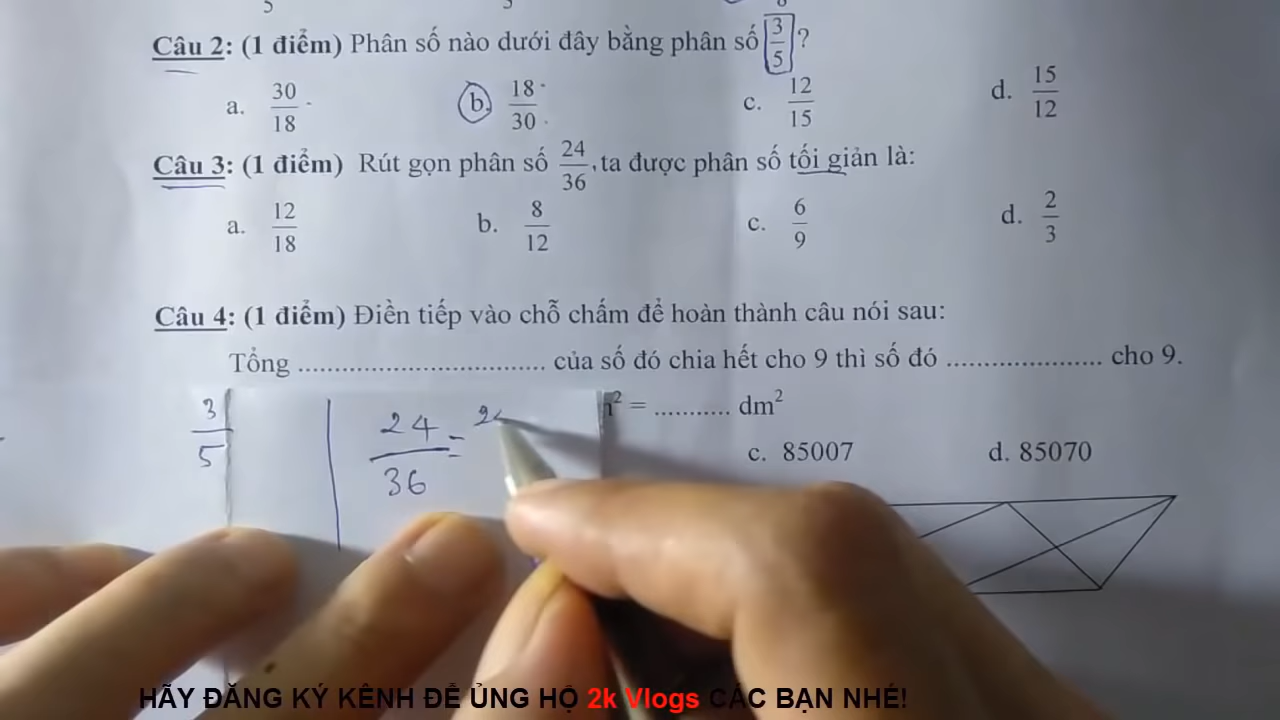 Câu 2: (1 điểm) Phân số nào dưới đây bằng phân số 3/5 ?
a. 30/18 b. 18/30 c. 12/15 d. 15/12
Câu 3: (1 điểm) Rút gọn phân số 24/36, ta được phân số tối giản là:
a. 12/18 b. 8/12 c. 6/9 d. 2/3
Câu 4: (1 điểm) Điền tiếp vào chỗ chấm để hoàn thành câu nói sau:
Tổng ................................. của số đó chia hết cho 9 thì số đó ..................... cho 9.
² = ........... dm²
3/5 24/36 = 24
c. 85007 d. 85070
HÃY ĐĂNG KÝ KÊNH ĐỂ ỦNG HỘ 2k Vlogs CÁC BẠN NHÉ!